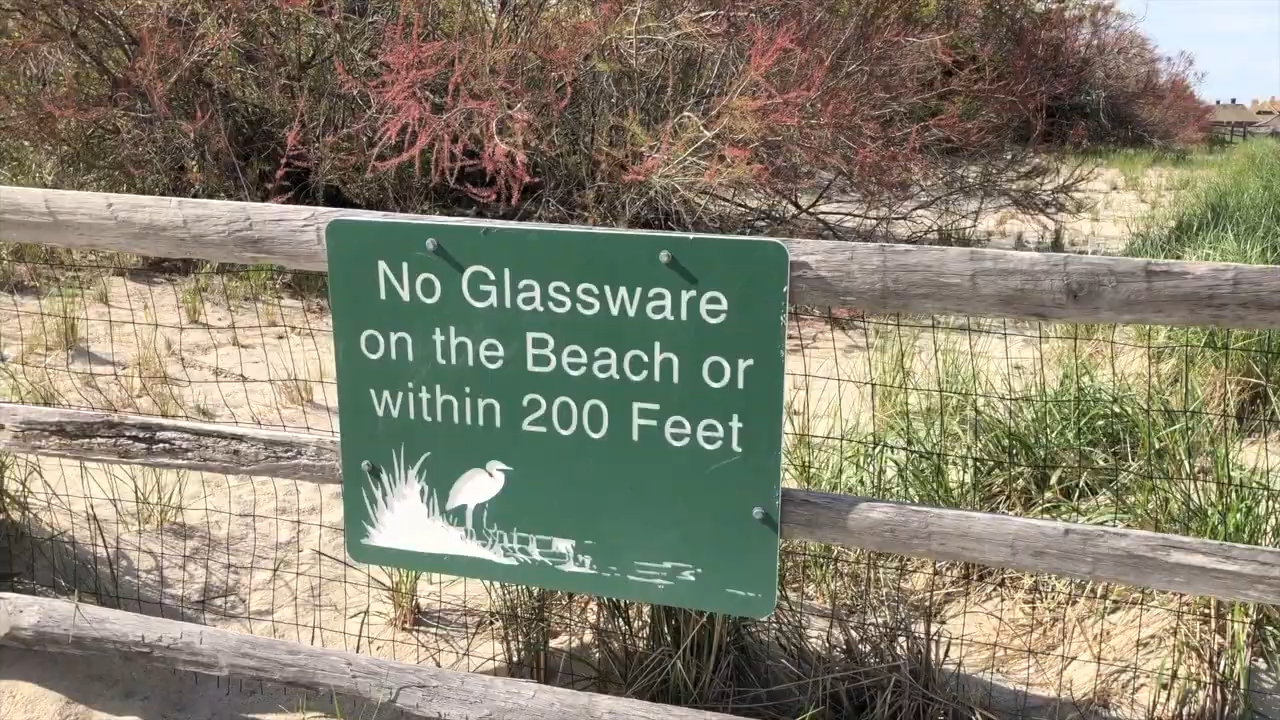 No Glassware
on the Beach or
within 200 Feet